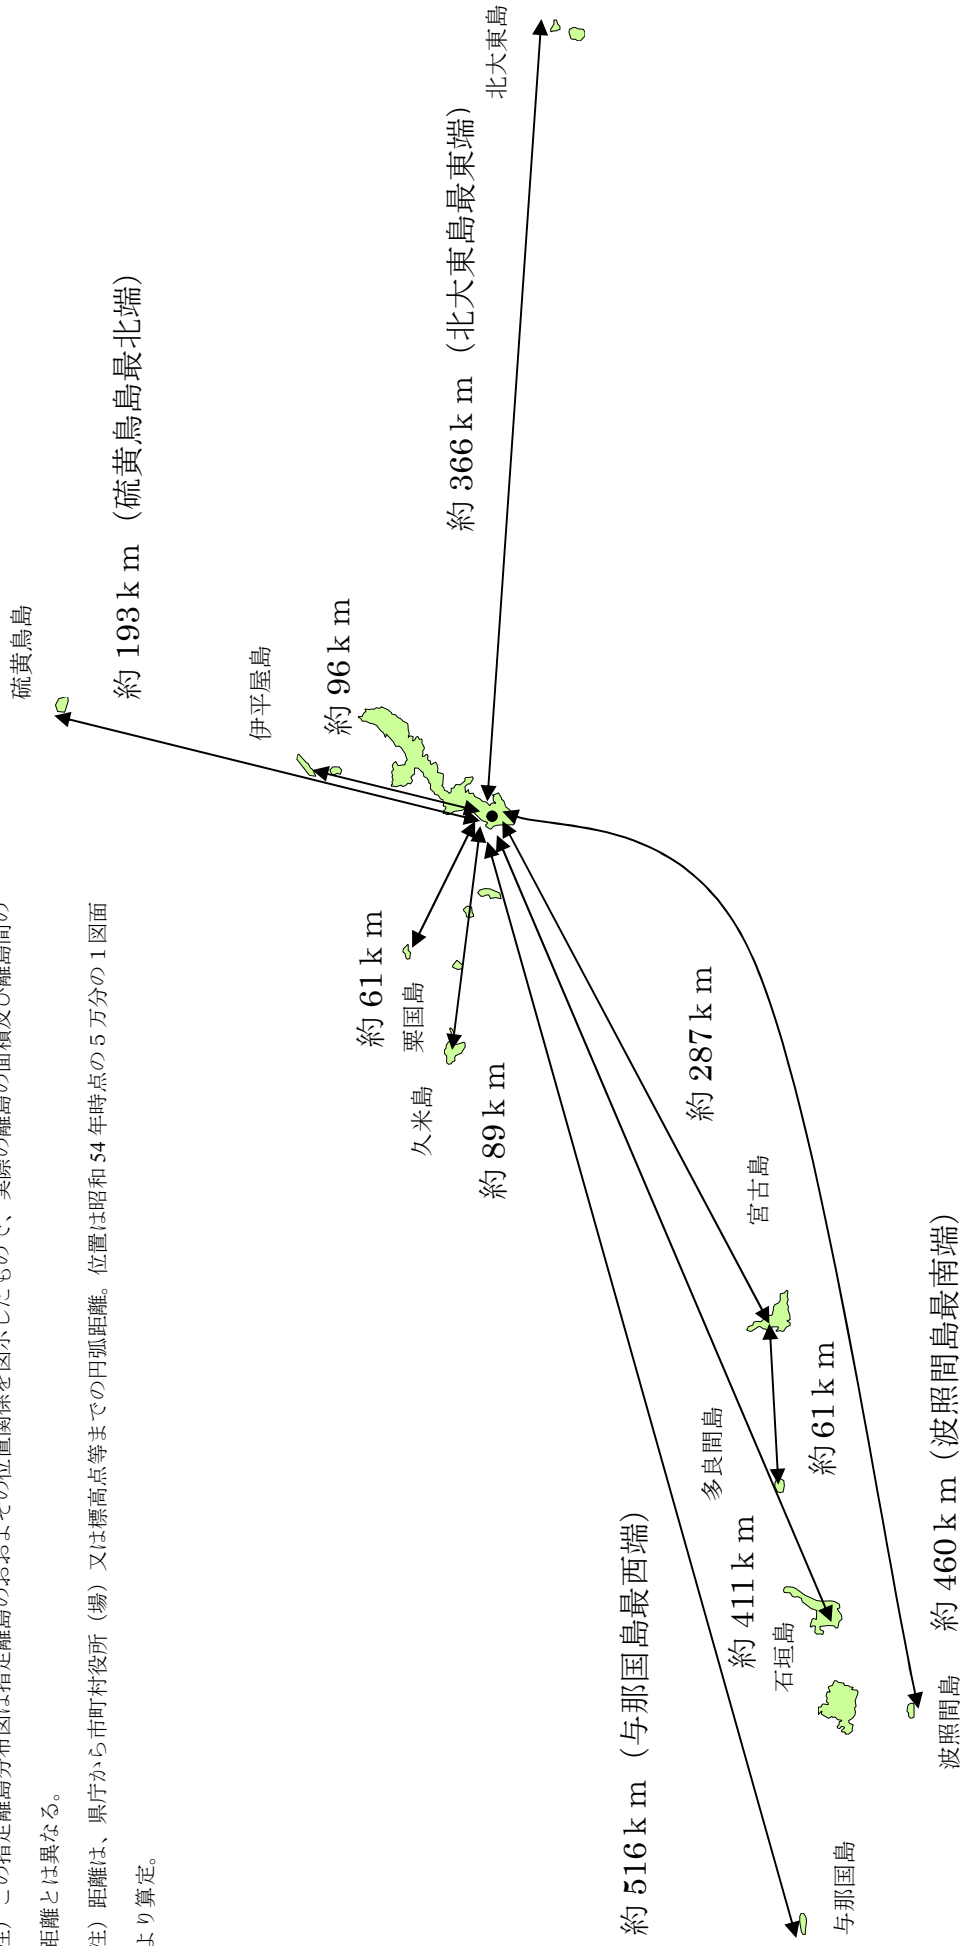 注）この指定離島分布図は指定離島のおおよその位置関係を図示したもので、実際の離島の面積及び離島間の
距離とは異なる。
注）距離は、県庁から市町村役所（場）又は標高点等までの円弧距離。位置は昭和54年時点の５万分の１図面
より算定。
硫黄鳥島
約193ｋｍ（硫黄鳥島最北端）
伊平屋島
約96ｋｍ
約61ｋｍ
粟国島
久米島
約89ｋｍ
北大東島
約366ｋｍ（北大東島最東端）
約516ｋｍ（与那国島最西端）
約287ｋｍ
宮古島
多良間島
約411ｋｍ
石垣島
約61ｋｍ
与那国島
約460ｋｍ（波照間島最南端）
波照間島